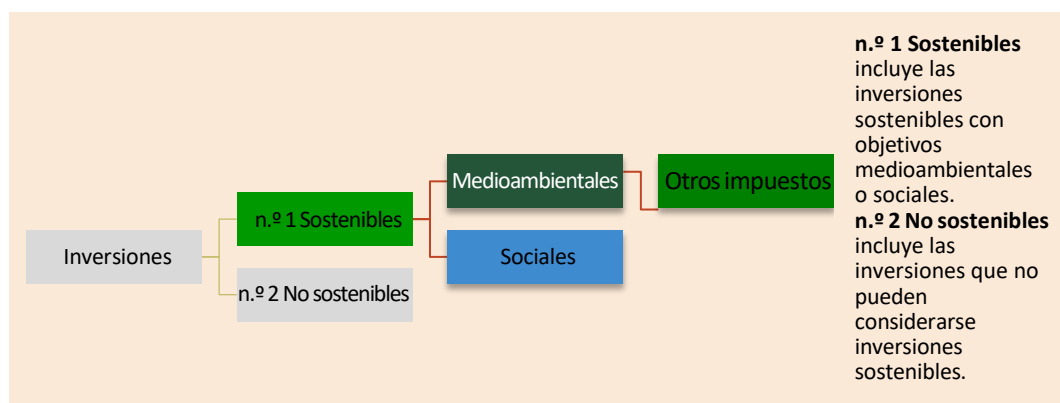 Inversiones
n.º 1 Sostenibles
n.º 2 No sostenibles
Medioambientales
Sociales
Otros impuestos
n.º 1 Sostenibles
incluye las
inversiones
sostenibles con
objetivos
medioambientales
o sociales.
n.º 2 No sostenibles
incluye las
inversiones que no
pueden
considerarse
inversiones
sostenibles.